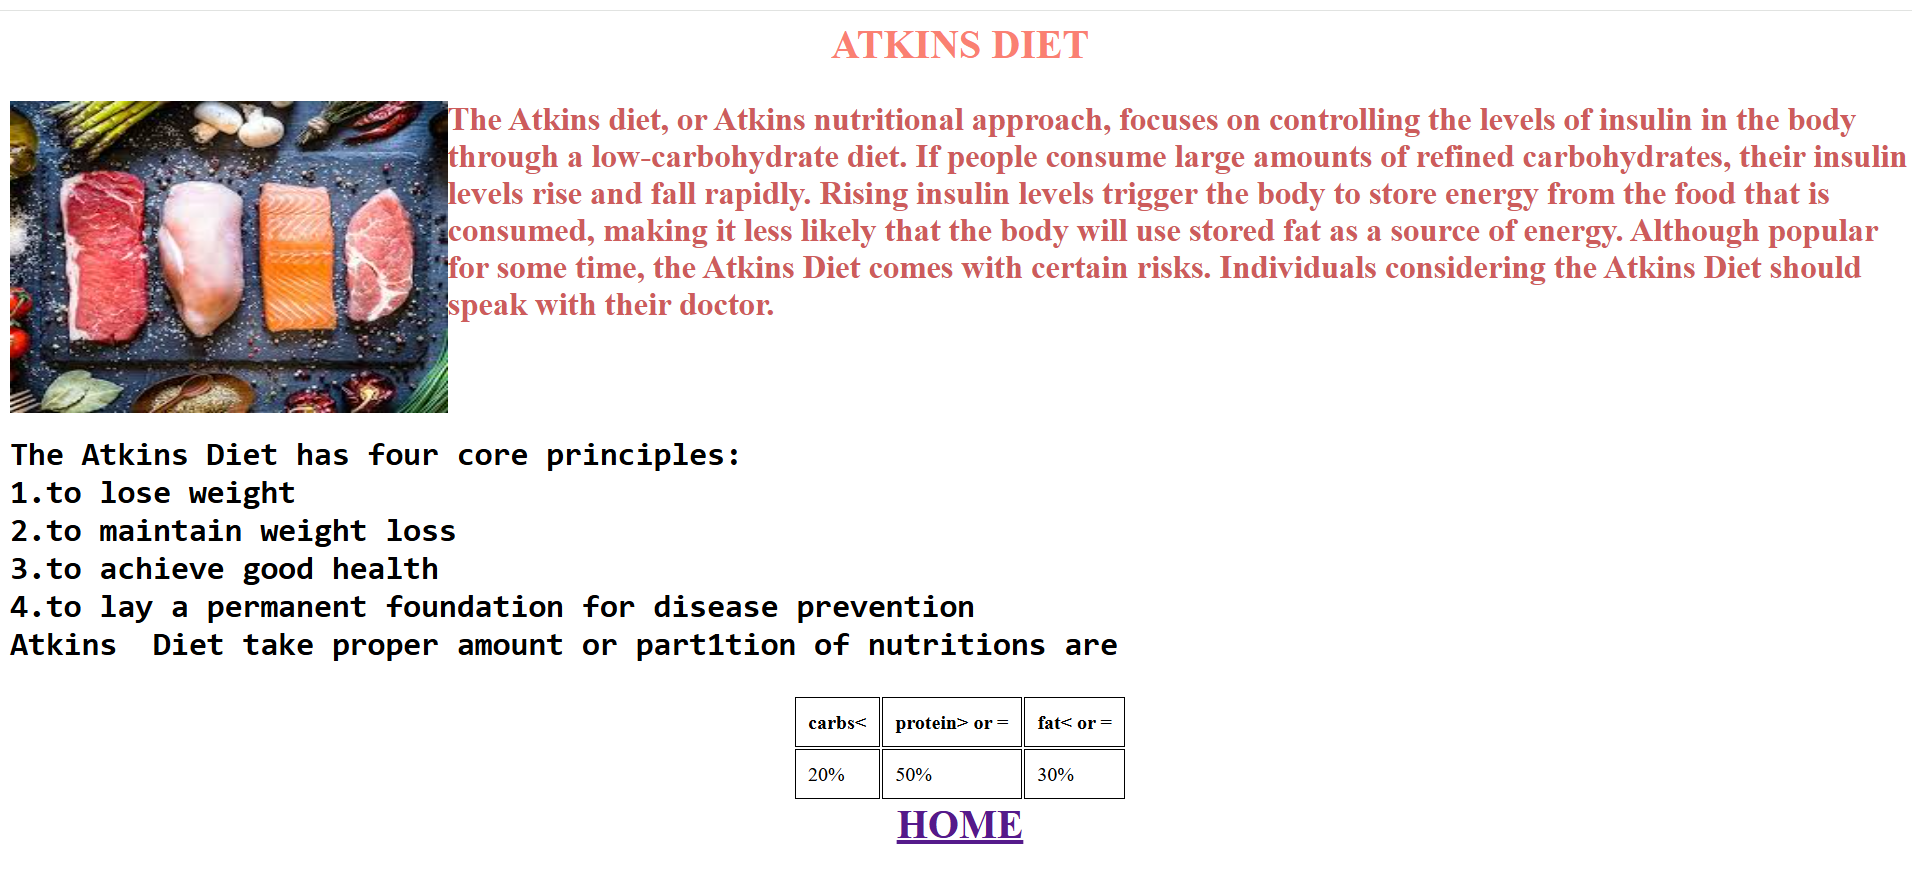 ATKINS DIET
The Atkins diet, or Atkins nutritional approach, focuses on controlling the levels of insulin in the body
through a low-carbohydrate diet. If people consume large amounts of refined carbohydrates, their insulin
levels rise and fall rapidly. Rising insulin levels trigger the body to store energy from the food that is
consumed, making it less likely that the body will use stored fat as a source of energy. Although popular
for some time, the Atkins Diet comes with certain risks. Individuals considering the Atkins Diet should
speak with their doctor.
The Atkins Diet has four core principles:
1.to lose weight
2.to maintain weight loss
3.to achieve good health
4.to lay a permanent foundation for disease prevention
Atkins  Diet take proper amount or part1tion of nutritions are
carbs< protein> or = fat< or =
20% 50% 30%
HOME